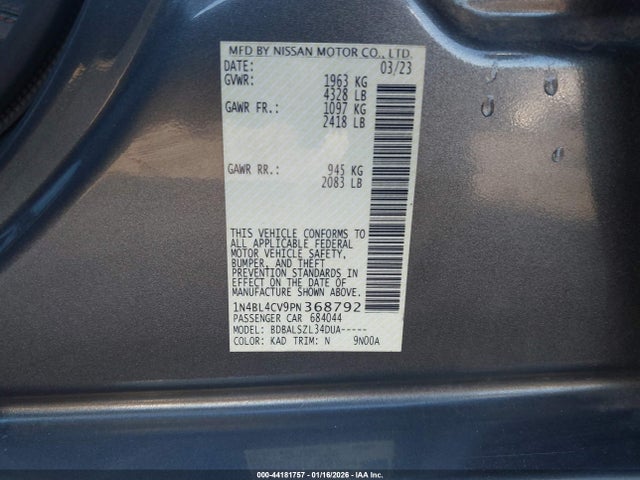 MFD BY NISSAN MOTOR CO., LTD.
DATE: 03/23
GVWR: 1963 KG
4328 LB
GAWR FR.: 1097 KG
2418 LB
GAWR RR.: 945 KG
2083 LB
THIS VEHICLE CONFORMS TO
ALL APPLICABLE FEDERAL
MOTOR VEHICLE SAFETY,
BUMPER, AND THEFT
PREVENTION STANDARDS IN
EFFECT ON THE DATE OF
MANUFACTURE SHOWN ABOVE.
1N4BL4CV9PN368792
PASSENGER CAR 684044
MODEL: BDBALSZL34DUA-----
COLOR: KAD TRIM: N 9N00A
000-44181757 - 01/16/2026 - IAA Inc.